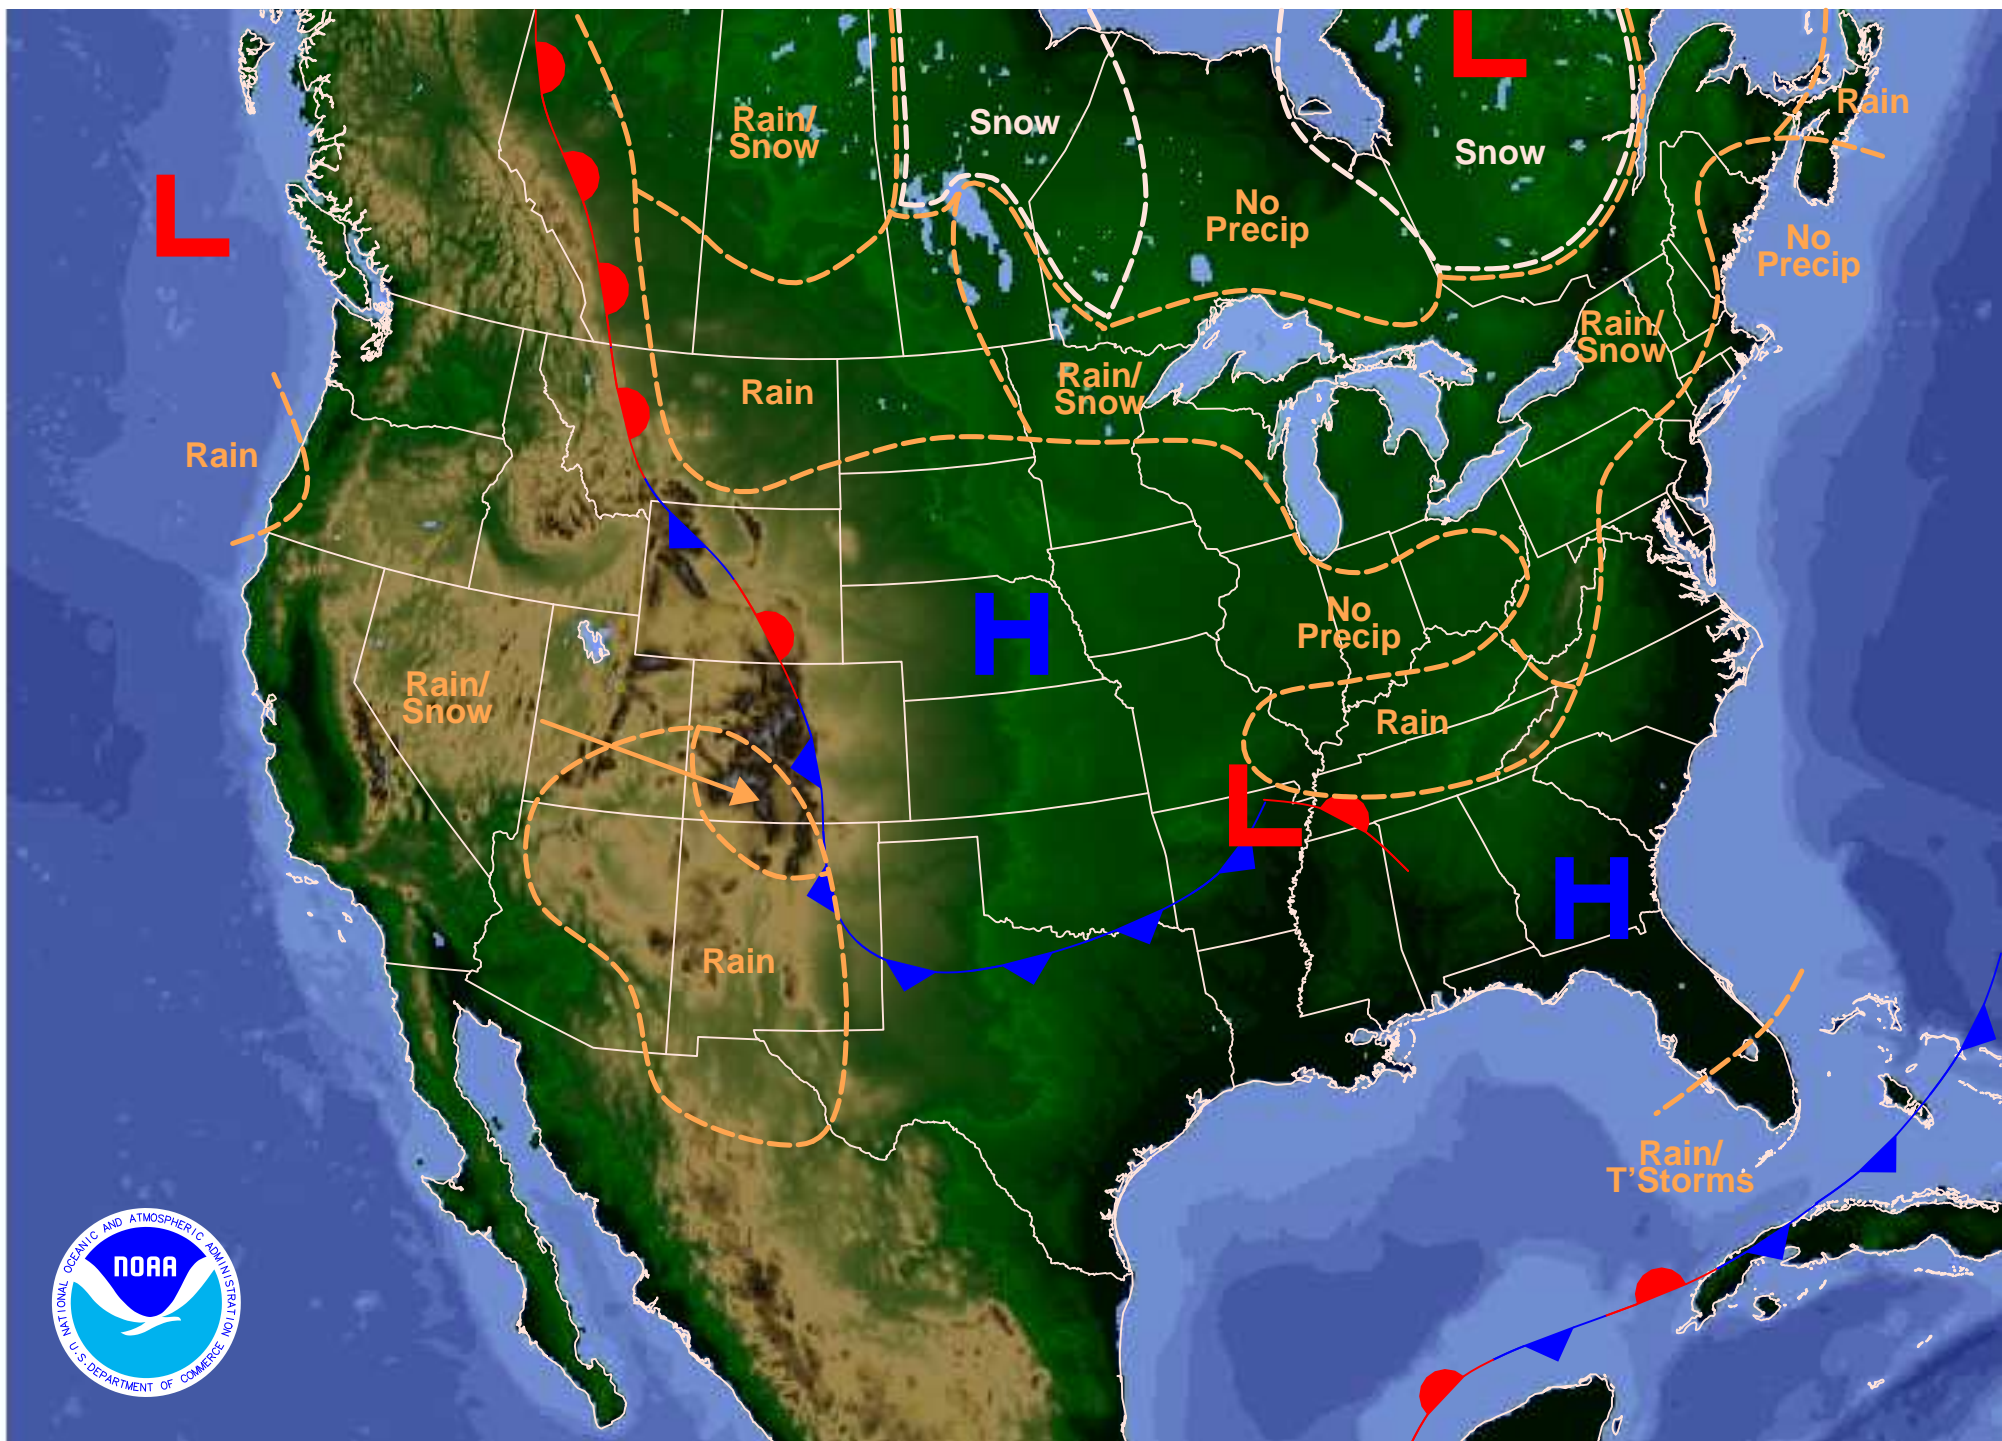 L
Rain/
Snow
Snow
Snow
Rain
L
No
Precip
No
Precip
Rain/
Snow
Rain
Rain/
Snow
Rain
H
No
Precip
Rain/
Snow
Rain
L
H
Rain
Rain/
T'Storms
NATIONAL OCEANIC AND ATMOSPHERIC ADMINISTRATION
NOAA
U.S. DEPARTMENT OF COMMERCE